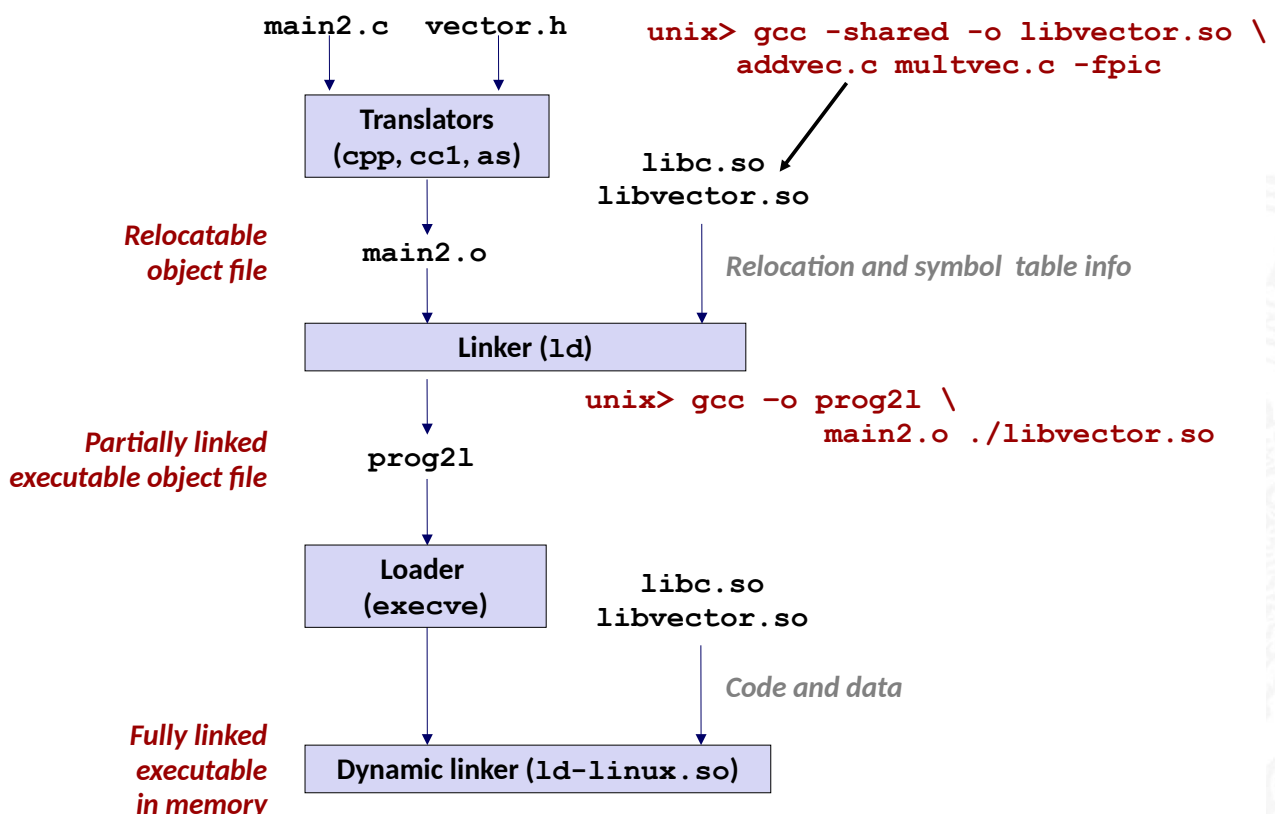 main2.c vector.h
unix> gcc -shared -o libvector.so \
addvec.c multvec.c -fpic
Translators
(cpp, cc1, as)
libc.so
libvector.so
Relocatable
object file
main2.o
Relocation and symbol table info
Linker (ld)
unix> gcc –o prog2l \
main2.o ./libvector.so
Partially linked
executable object file
prog2l
Loader
(execve)
libc.so
libvector.so
Code and data
Fully linked
executable
in memory
Dynamic linker (ld-linux.so)